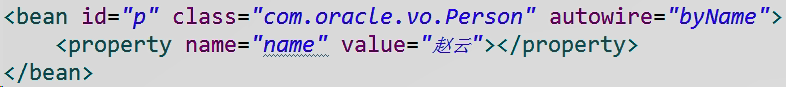 <bean id="p" class="com.oracle.vo.Person" autowire="byName">
<property name="name" value="赵云"></property>
</bean>